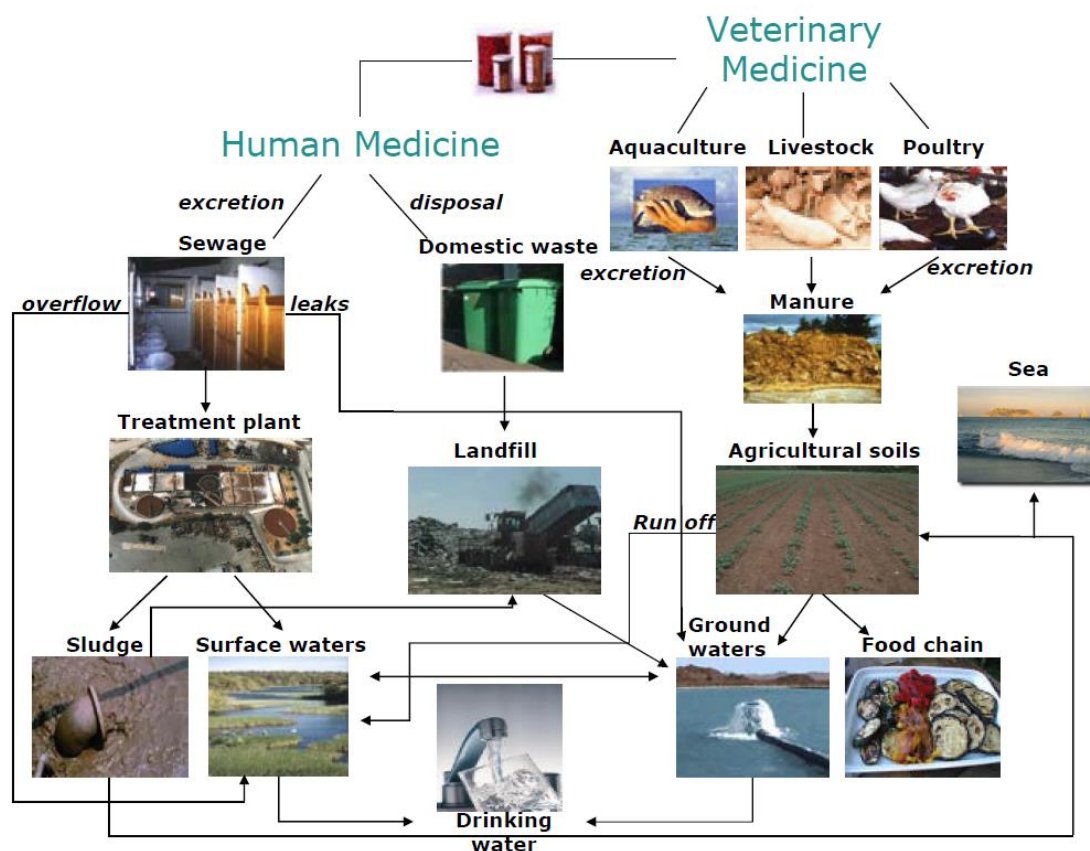 Veterinary
Medicine
Human Medicine
Aquaculture
Livestock
Poultry
excretion
disposal
Sewage
Domestic waste
excretion
excretion
overflow
leaks
Manure
Sea
Treatment plant
Landfill
Agricultural soils
Run off
Sludge
Surface waters
Ground
waters
Food chain
Drinking
water